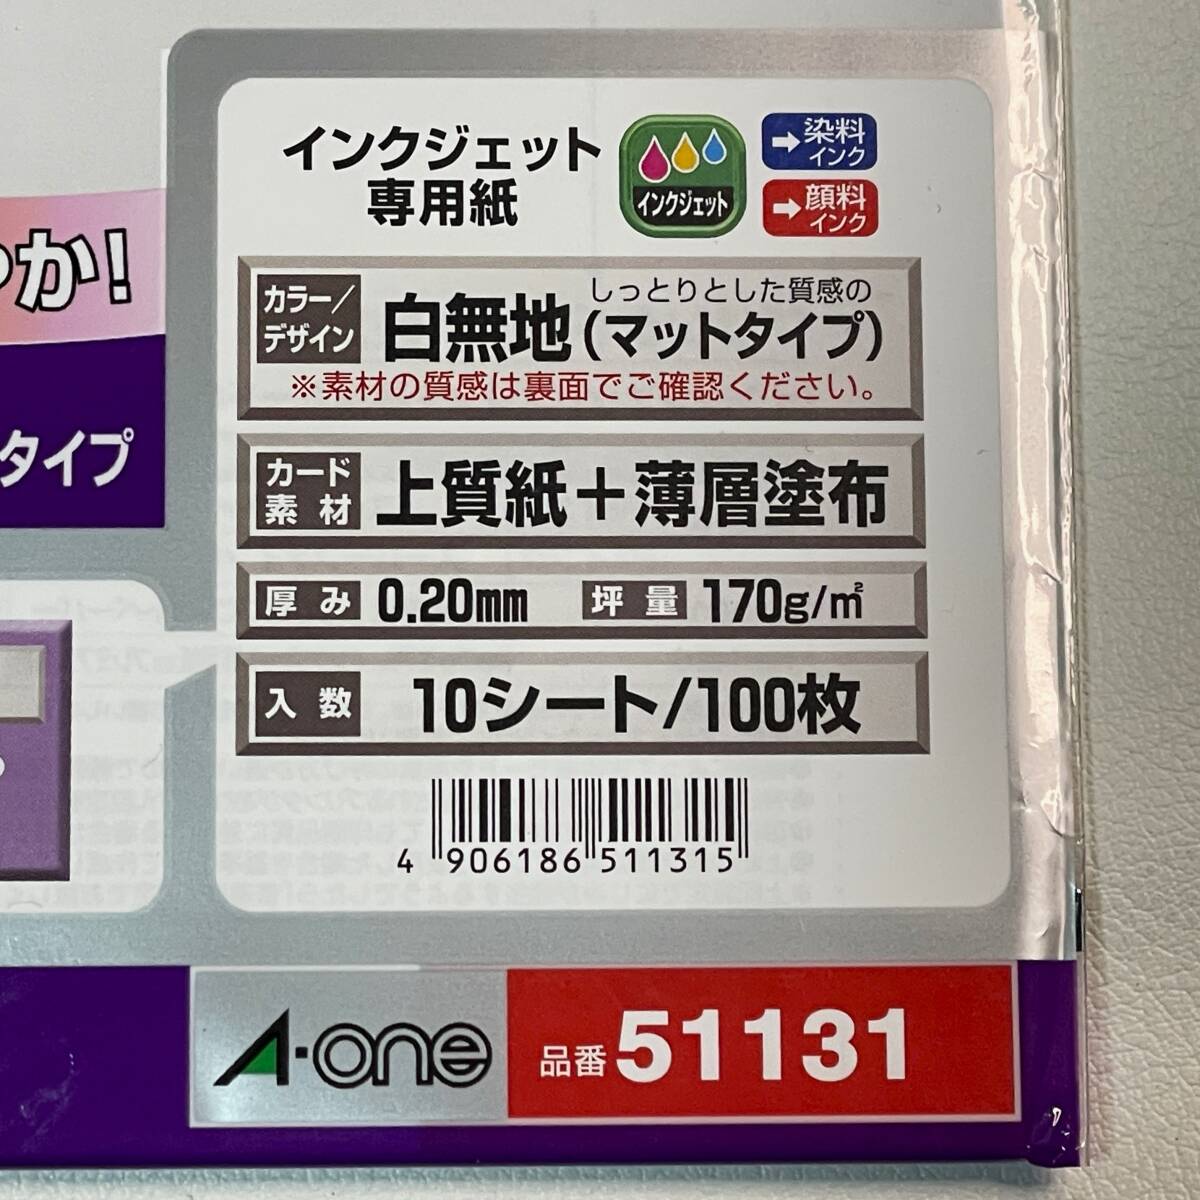 インクジェット
専用紙
インクジェット
染料
インク
顔料
インク
やか!
タイプ
カラー/
デザイン
白無地
しっとりとした質感の
(マットタイプ)
※素材の質感は裏面でご確認ください。
カード
素材
上質紙+薄層塗布
厚み 0.20mm 坪量 170g/㎡
入数 10シート/100枚
4 906186 511315
A-one 品番 51131